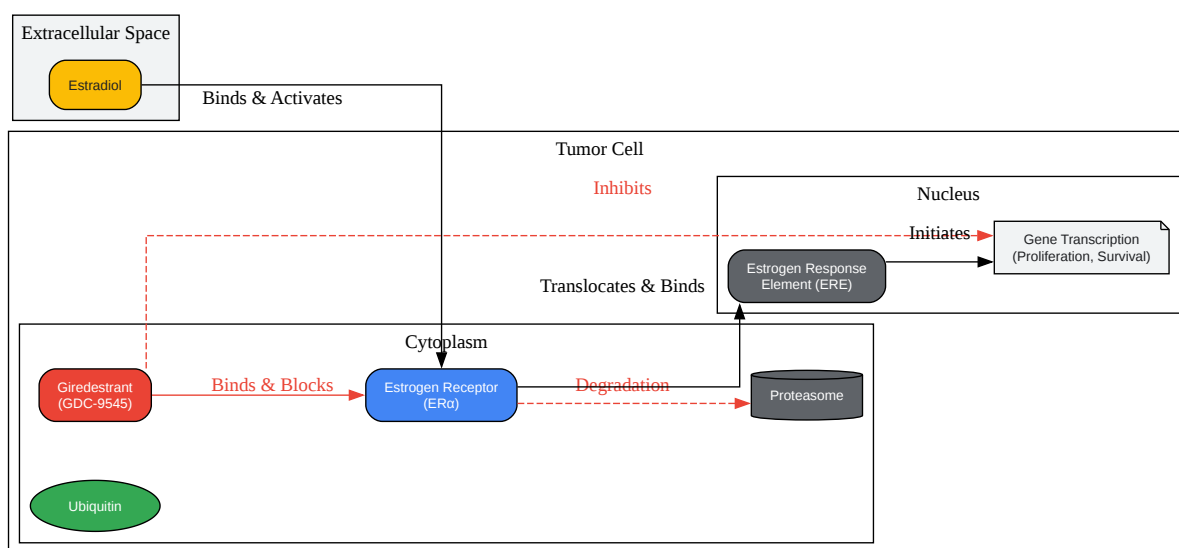 Extracellular Space
Estradiol
Binds & Activates
Tumor Cell
Inhibits
Nucleus
Initiates
Gene Transcription
(Proliferation, Survival)
Estrogen Response
Element (ERE)
Translocates & Binds
Cytoplasm
Giredestrant
(GDC-9545)
Binds & Blocks
Estrogen Receptor
(ERα)
Degradation
Proteasome
Ubiquitin